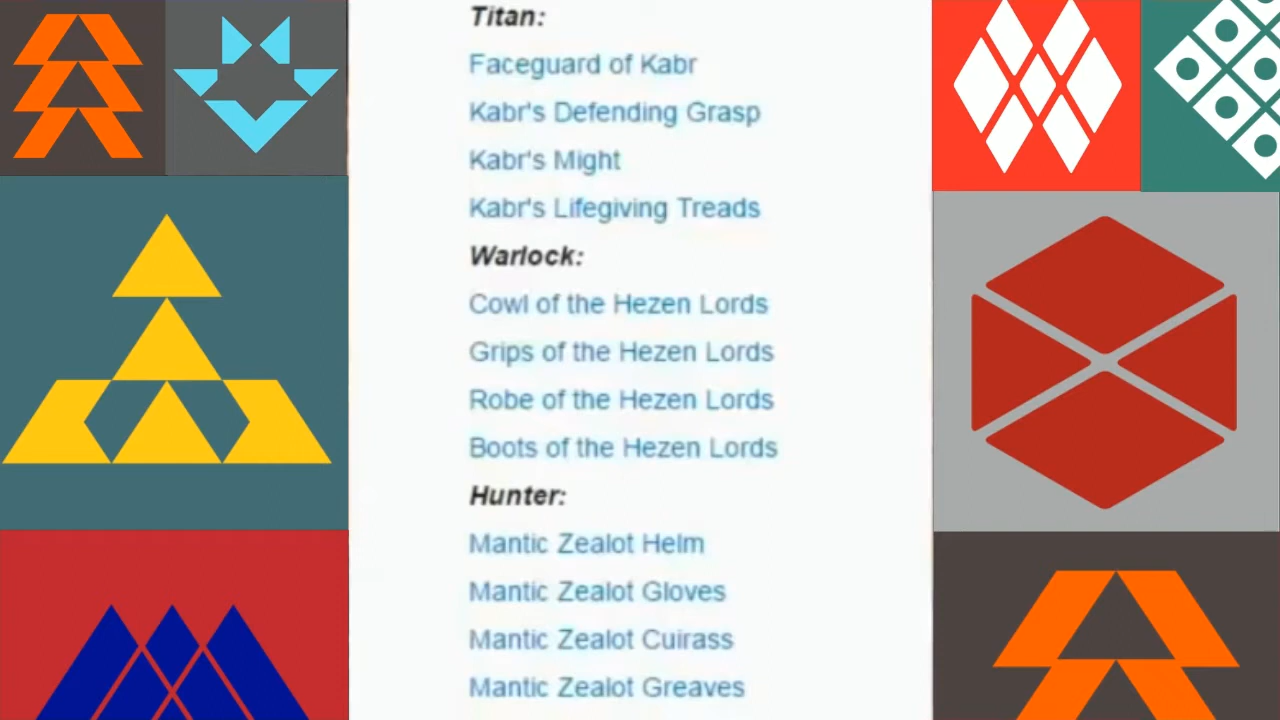 Titan:
Faceguard of Kabr
Kabr's Defending Grasp
Kabr's Might
Kabr's Lifegiving Treads
Warlock:
Cowl of the Hezen Lords
Grips of the Hezen Lords
Robe of the Hezen Lords
Boots of the Hezen Lords
Hunter:
Mantic Zealot Helm
Mantic Zealot Gloves
Mantic Zealot Cuirass
Mantic Zealot Greaves